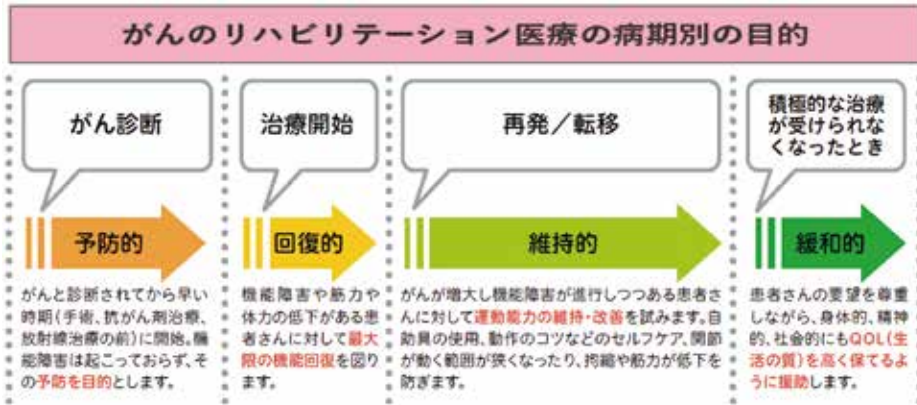 がんのリハビリテーション医療の病期別の目的
がん診断
予防的
がんと診断されてから早い
時期(手術、抗がん剤治療、
放射線治療の前)に開始。機
能障害は起こっておらず、そ
の予防を目的とします。
治療開始
回復的
機能障害や筋力や
体力の低下がある患
者さんに対して最大
限の機能回復を図り
ます。
再発/転移
維持的
がんが増大し機能障害が進行しつつある患者さ
んに対して運動能力の維持・改善を試みます。自
助具の使用、動作のコツなどのセルフケア、関節
が動く範囲が狭くなったり、拘縮や筋力が低下を
防ぎます。
積極的な治療
が受けられな
くなったとき
緩和的
患者さんの要望を尊重
しながら、身体的、精神
的、社会的にもQOL(生
活の質)を高く保てるよ
うに援助します。